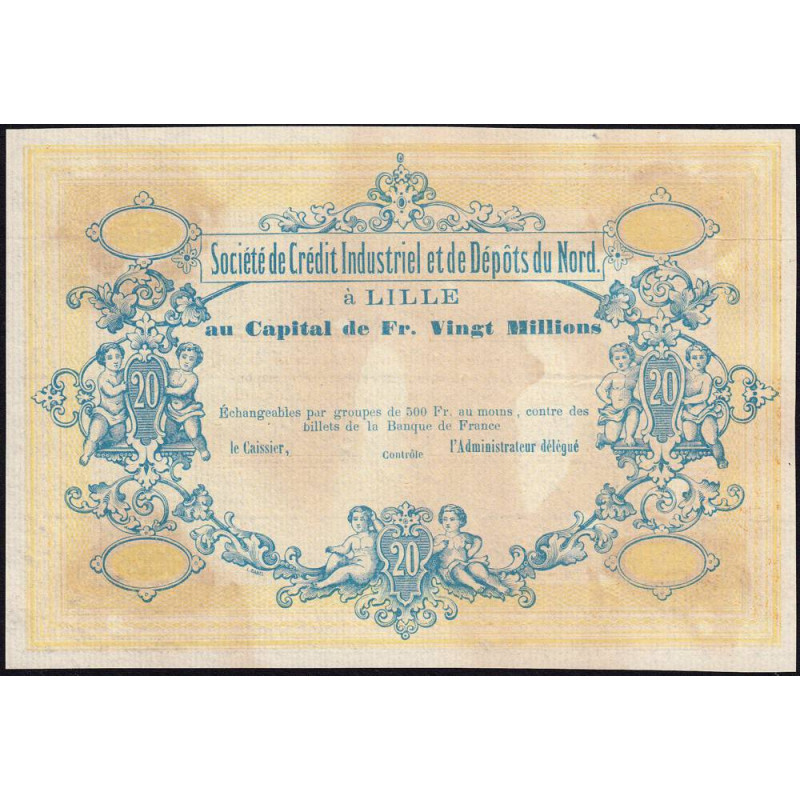 Société de Crédit Industriel et de Dépôts du Nord.
à LILLE
au Capital de Fr. Vingt Millions
20
20
Échangeables par groupes de 500 Fr. au moins, contre des
billets de la Banque de France
le Caissier,
Contrôle
l'Administrateur délégué
20